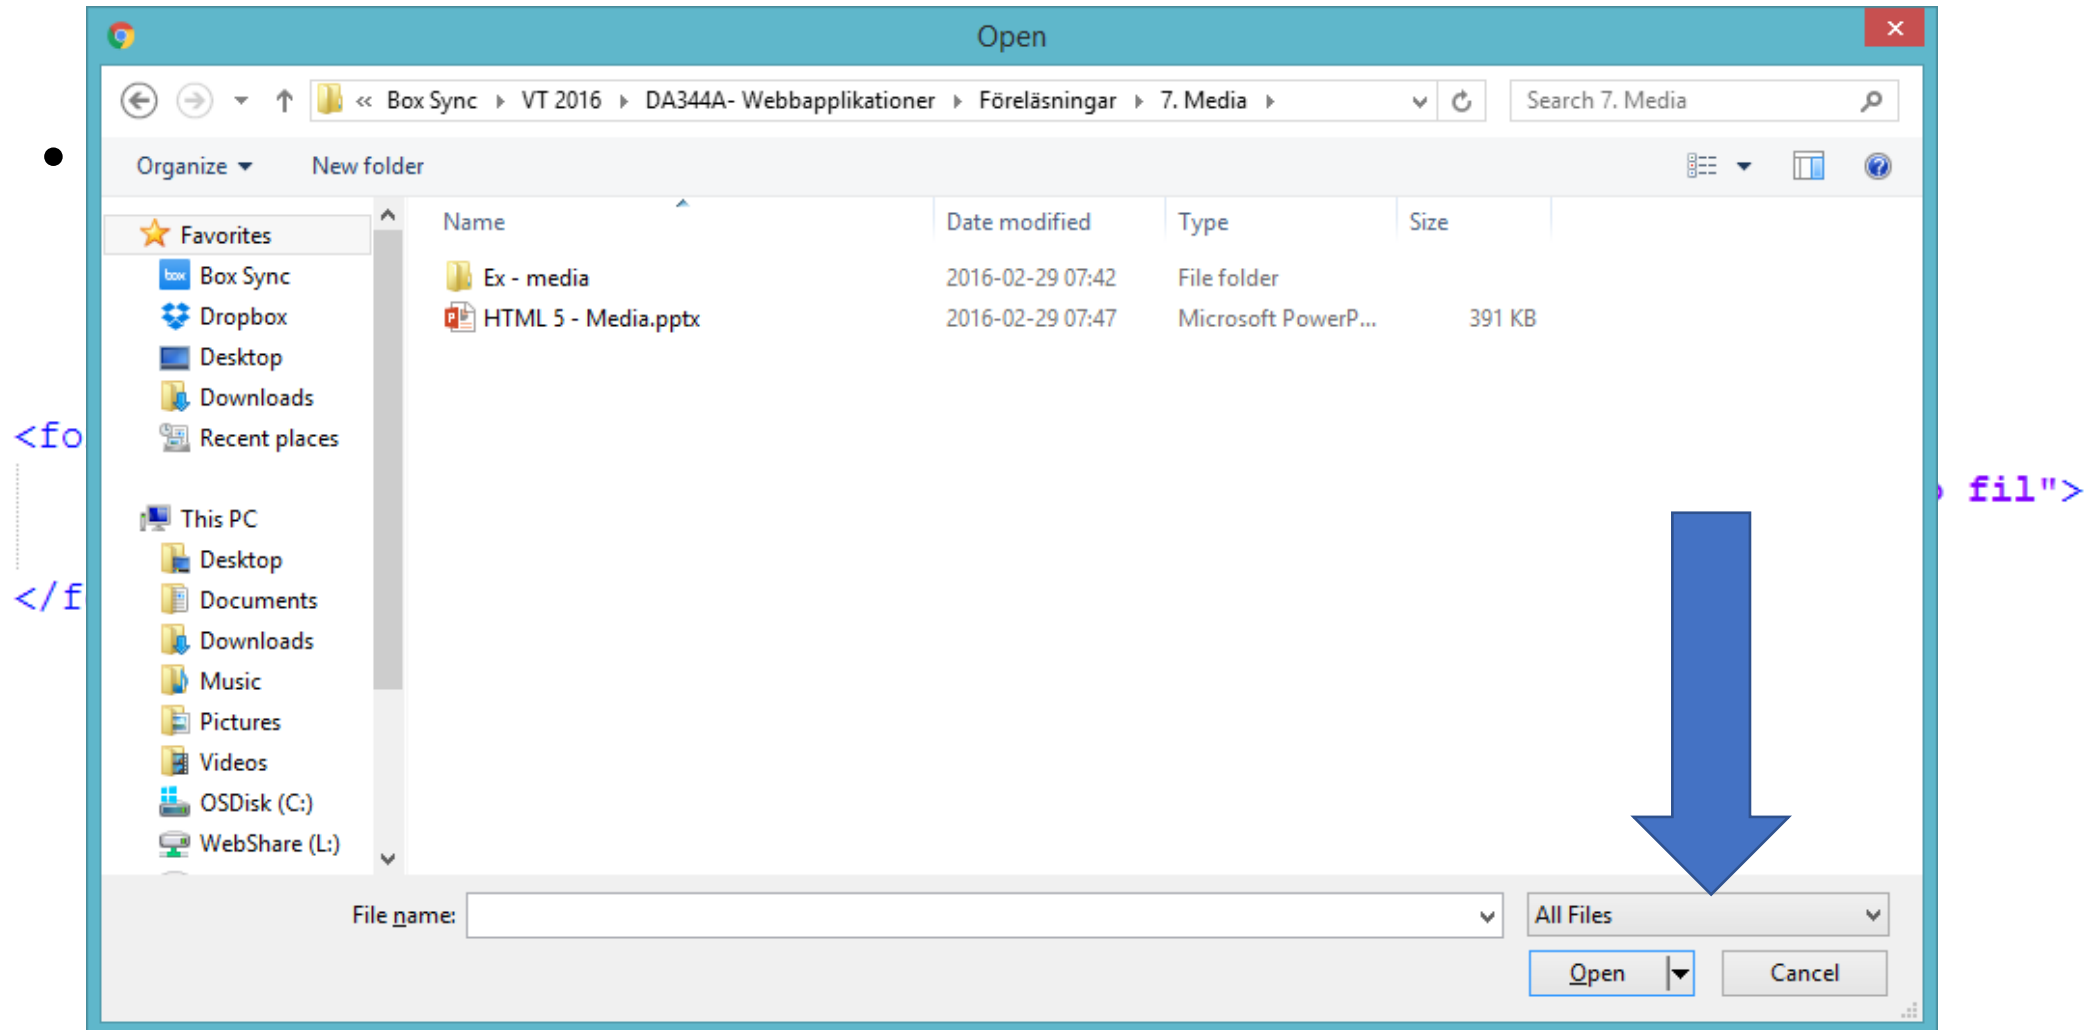 Open
« Box Sync VT 2016 DA344A- Webbapplikationer Föreläsningar 7. Media
Search 7. Media
Organize New folder
Name Date modified Type Size
Favorites
Box Sync
Dropbox
Desktop
Downloads
Recent places
This PC
Desktop
Documents
Downloads
Music
Pictures
Videos
OSDisk (C:)
WebShare (L:)
Ex - media 2016-02-29 07:42 File folder
HTML 5 - Media.pptx 2016-02-29 07:47 Microsoft PowerP... 391 KB
<fo
fil">
</f
File name:
All Files
Open Cancel